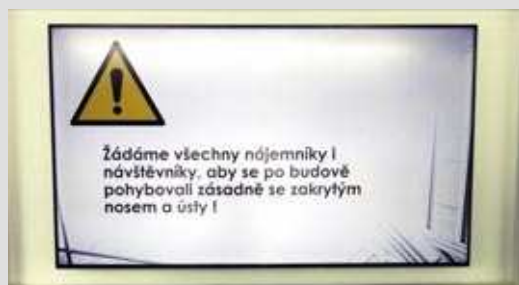 Žádáme všechny nájemníky i
návštěvníky, aby se po budově
pohybovali zásadně se zakrytým
nosem a ústy !